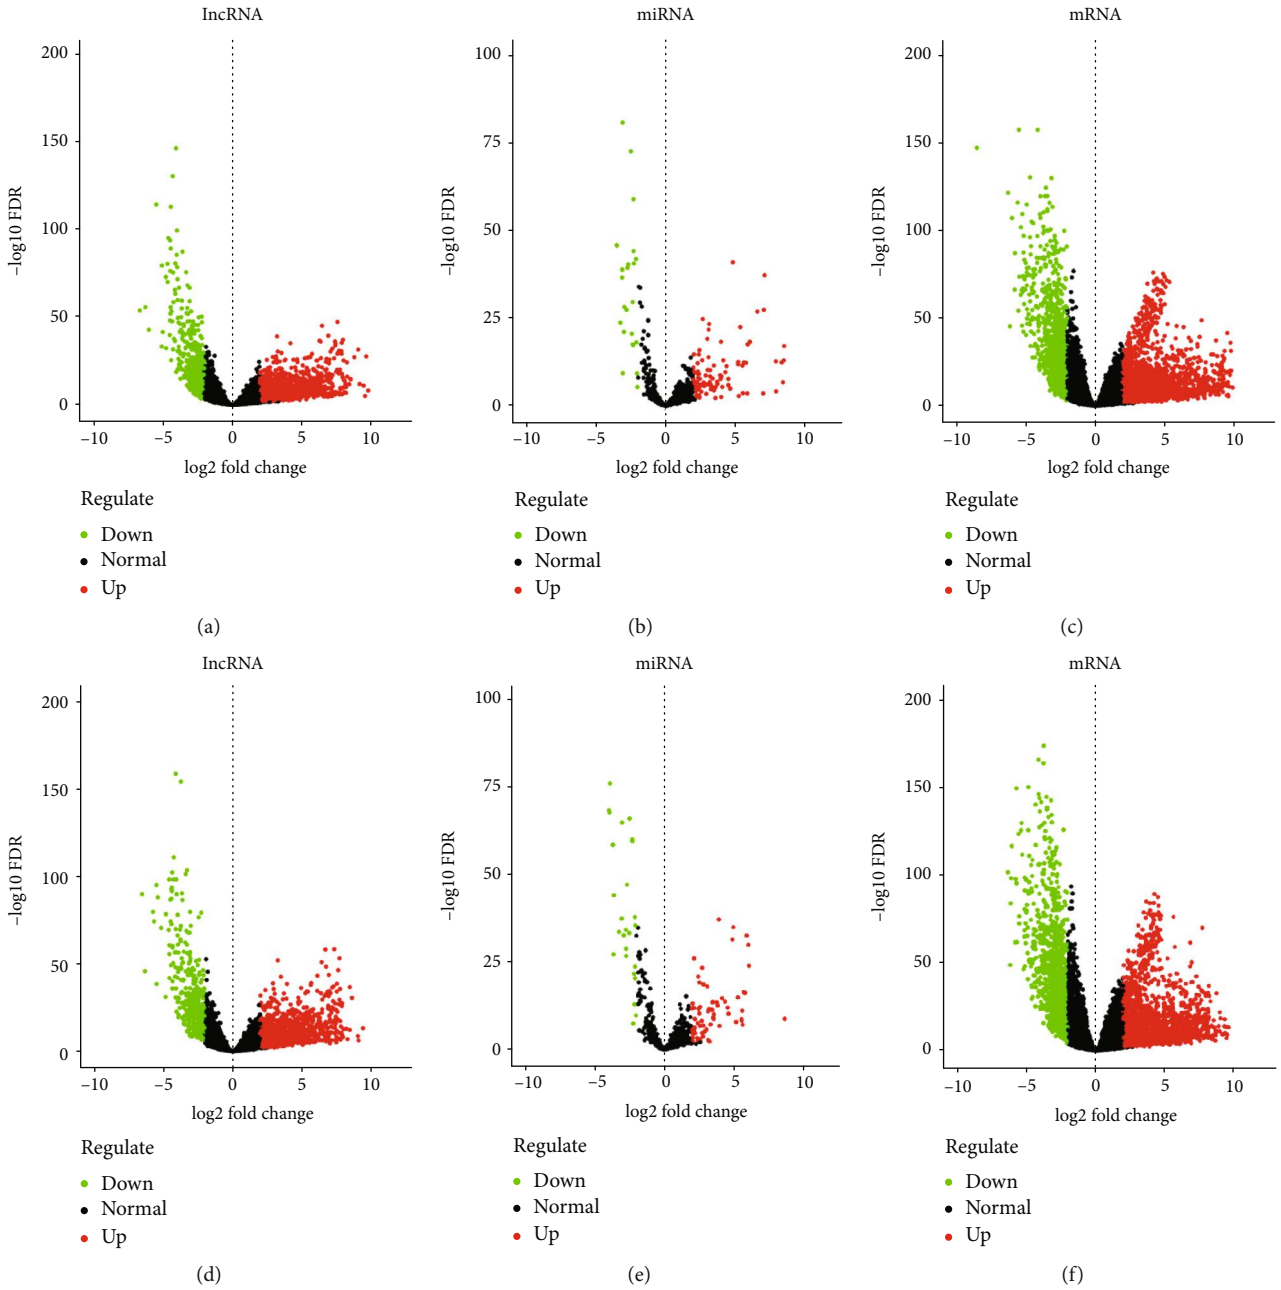 lncRNA
200
150
100
50
0
–log10 FDR
–10
–5
0
5
10
log2 fold change
Regulate
Down
Normal
Up
(a)
miRNA
100
75
50
25
0
–log10 FDR
–10
–5
0
5
10
log2 fold change
Regulate
Down
Normal
Up
(b)
mRNA
200
150
100
50
0
–log10 FDR
–10
–5
0
5
10
log2 fold change
Regulate
Down
Normal
Up
(c)
lncRNA
200
150
100
50
0
–log10 FDR
–10
–5
0
5
10
log2 fold change
Regulate
Down
Normal
Up
(d)
miRNA
100
75
50
25
0
–log10 FDR
–10
–5
0
5
10
log2 fold change
Regulate
Down
Normal
Up
(e)
mRNA
200
150
100
50
0
–log10 FDR
–10
–5
0
5
10
log2 fold change
Regulate
Down
Normal
Up
(f)